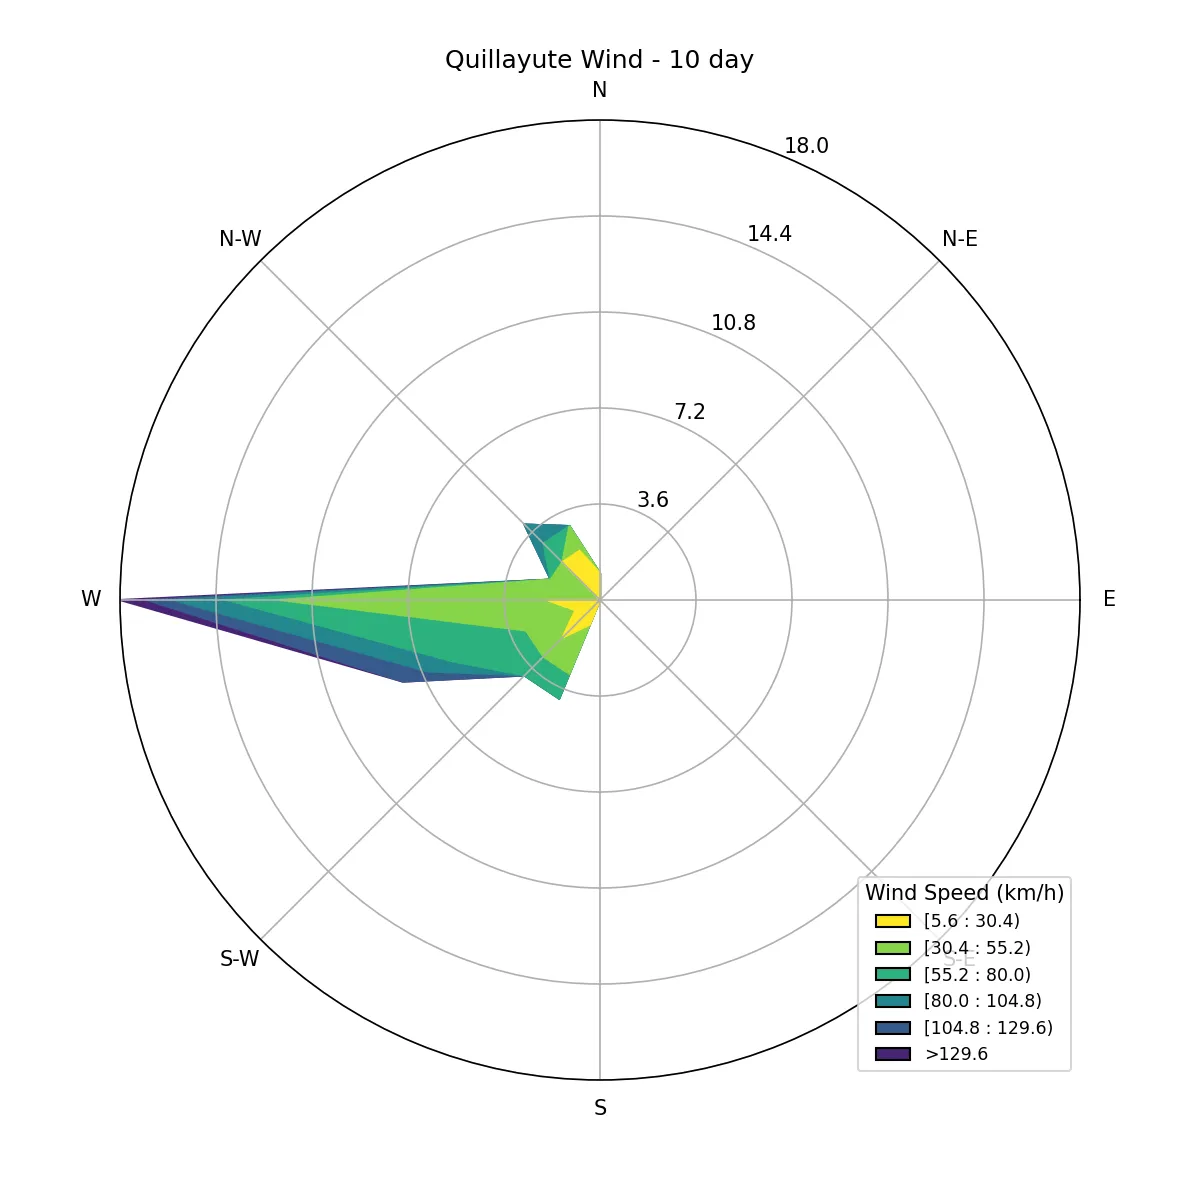 Quillayute Wind - 10 day
N
18.0
14.4
N-W
N-E
10.8
7.2
3.6
W
E
Wind Speed (km/h)
[5.6 : 30.4)
[30.4 : 55.2)
S-W
S-E
[55.2 : 80.0)
[80.0 : 104.8)
[104.8 : 129.6)
>129.6
S